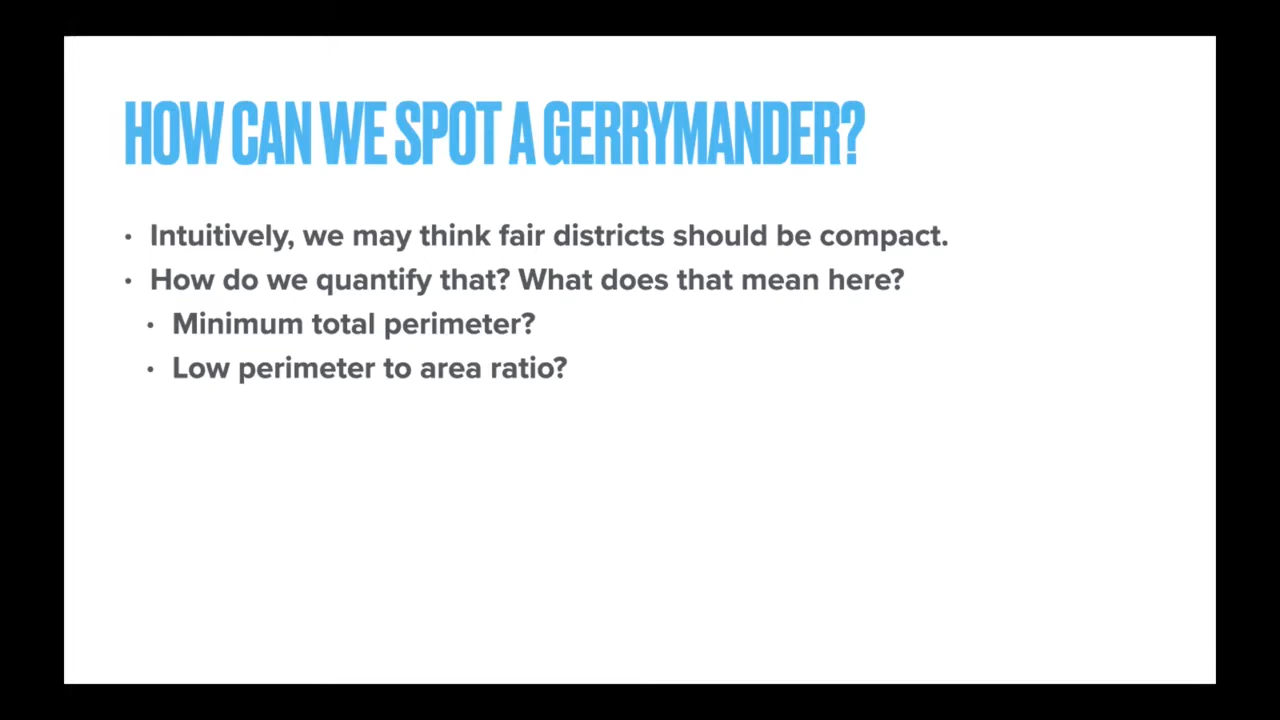 HOW CAN WE SPOT A GERRYMANDER?
• Intuitively, we may think fair districts should be compact.
• How do we quantify that? What does that mean here?
• Minimum total perimeter?
• Low perimeter to area ratio?